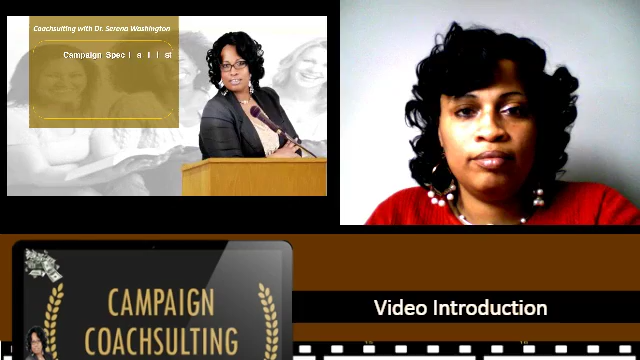 Coachsulting with Dr. Serena Washington
Campaign Specialist
CAMPAIGN
COACHSULTING
Video Introduction